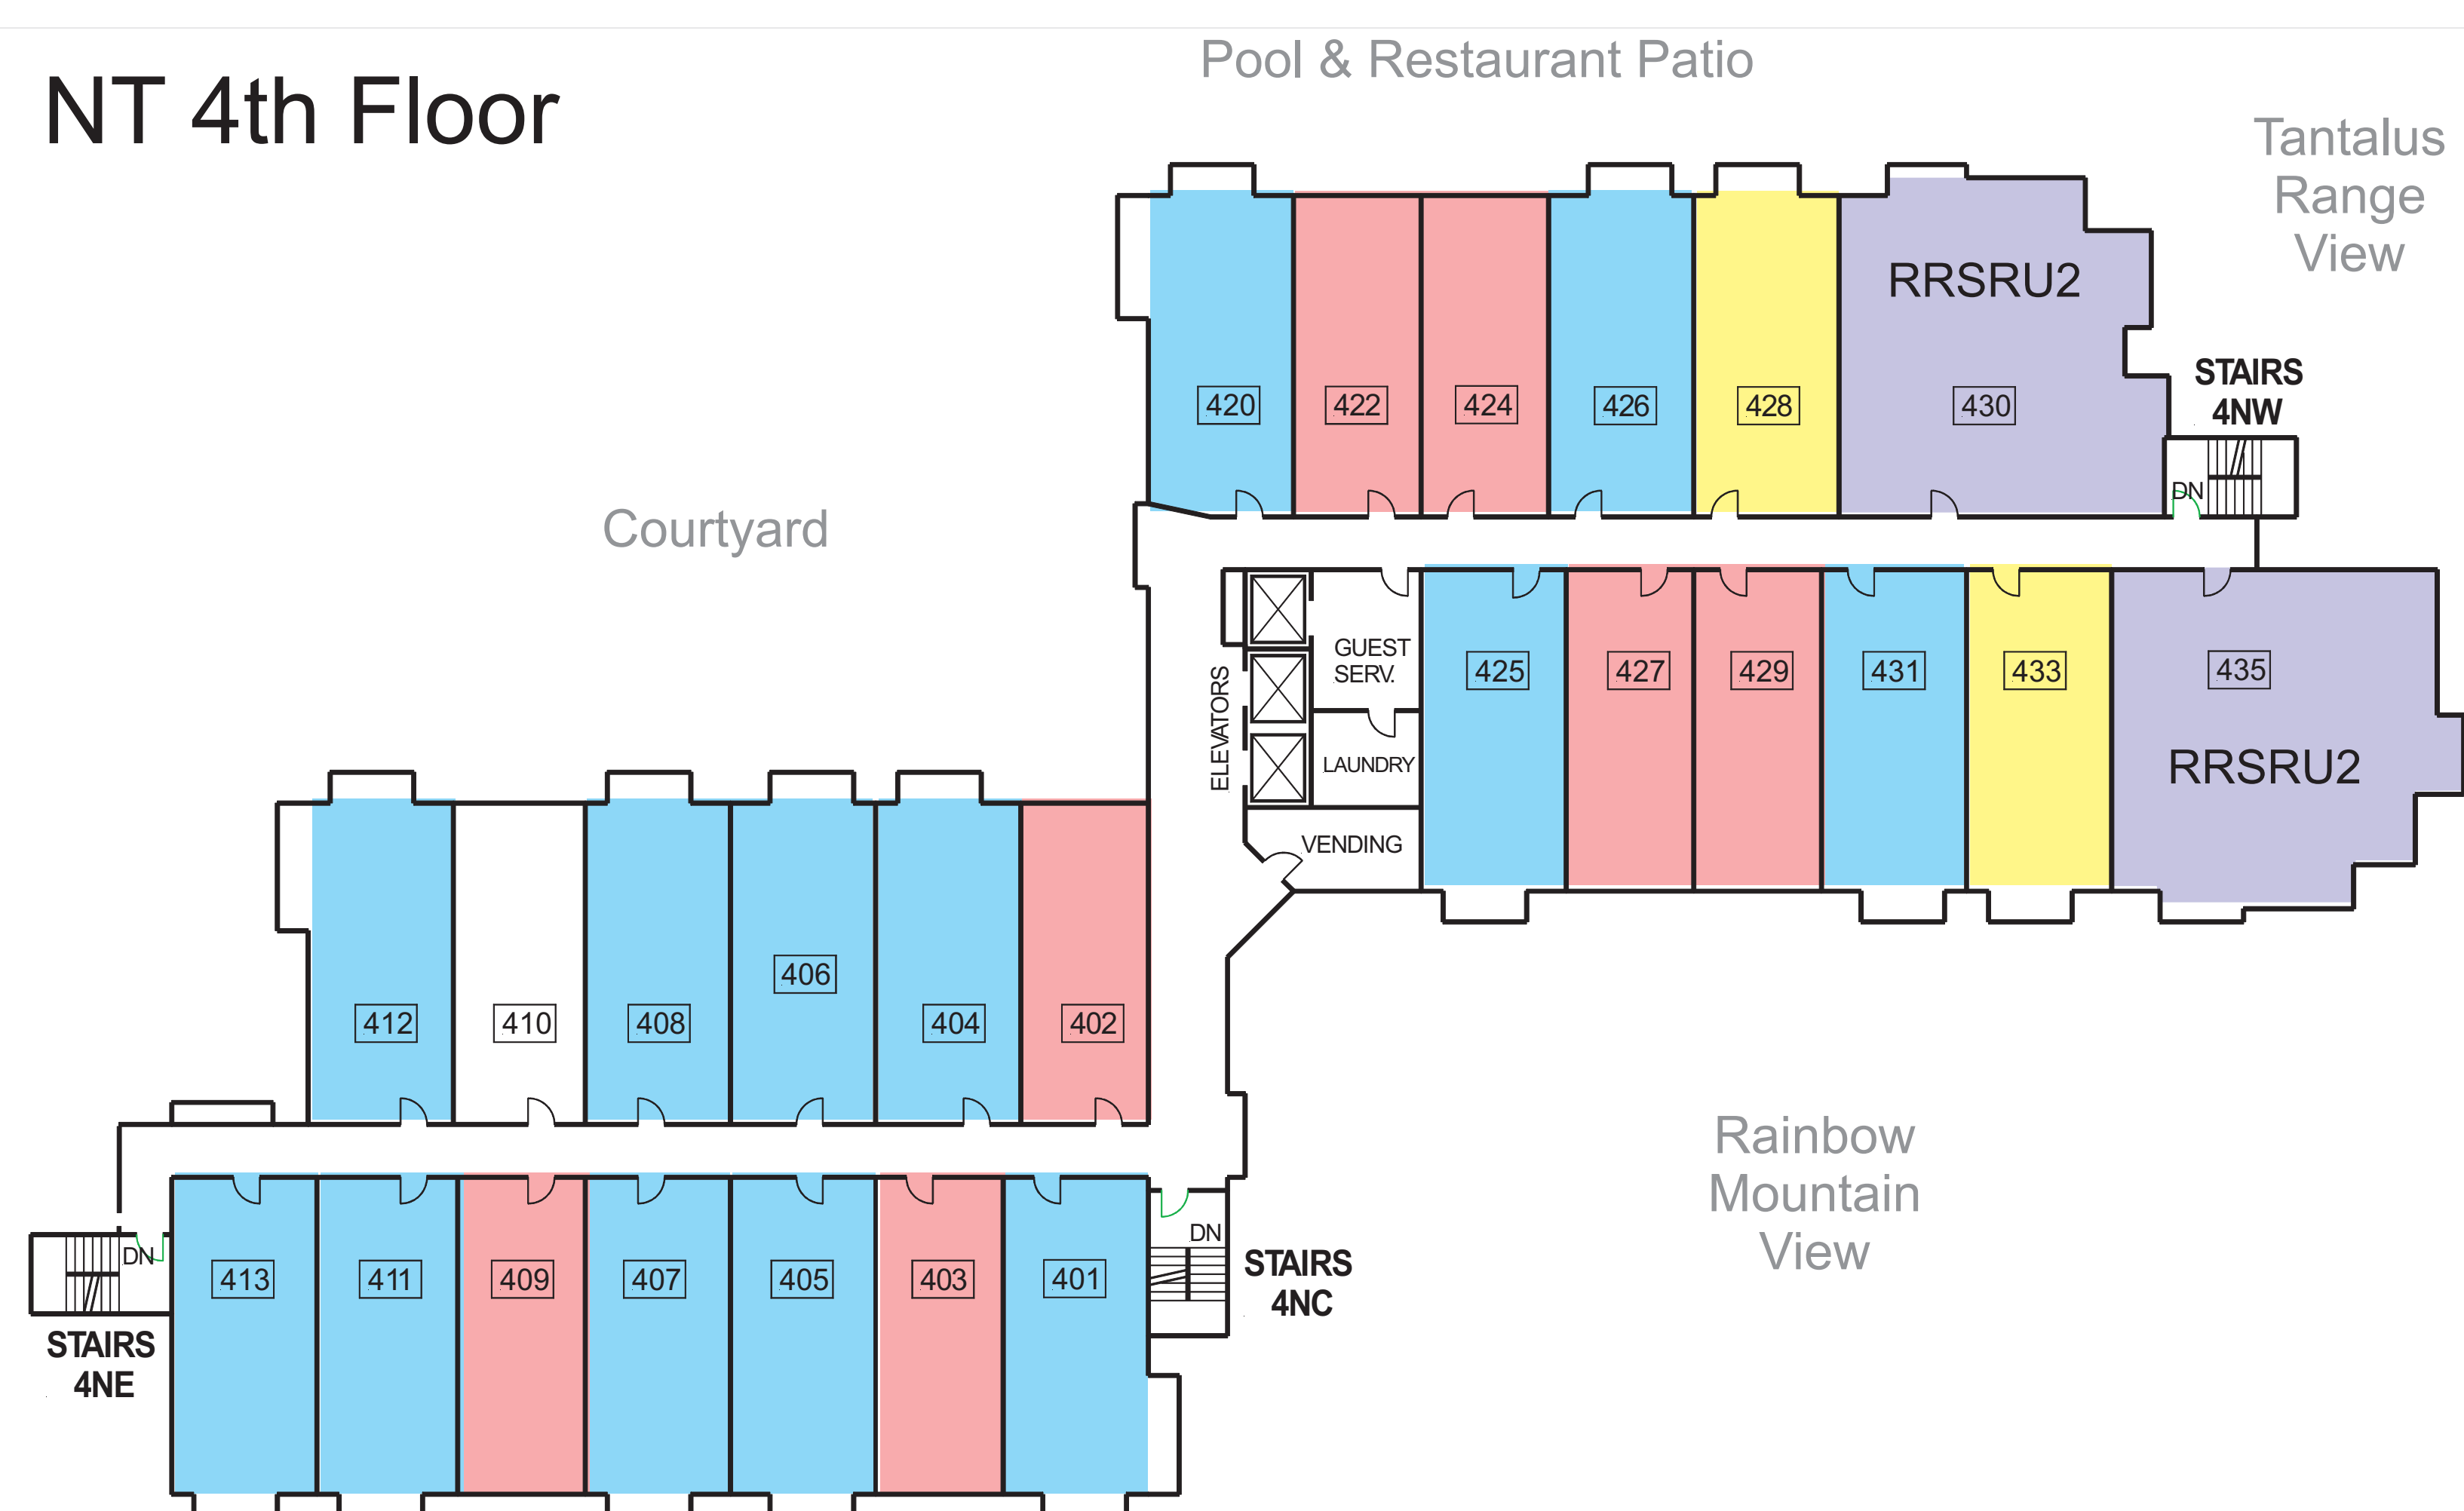 Pool & Restaurant Patio
NT 4th Floor
Tantalus
Range
View
RRSRU2
STAIRS
4NW
420
422
424
426
428
430
DN
Courtyard
ELEVATORS
GUEST
SERV.
LAUNDRY
VENDING
425
427
429
431
433
435
RRSRU2
412
410
408
406
404
402
Rainbow
Mountain
View
DN
413
411
409
407
405
403
401
DN
STAIRS
4NC
STAIRS
4NE